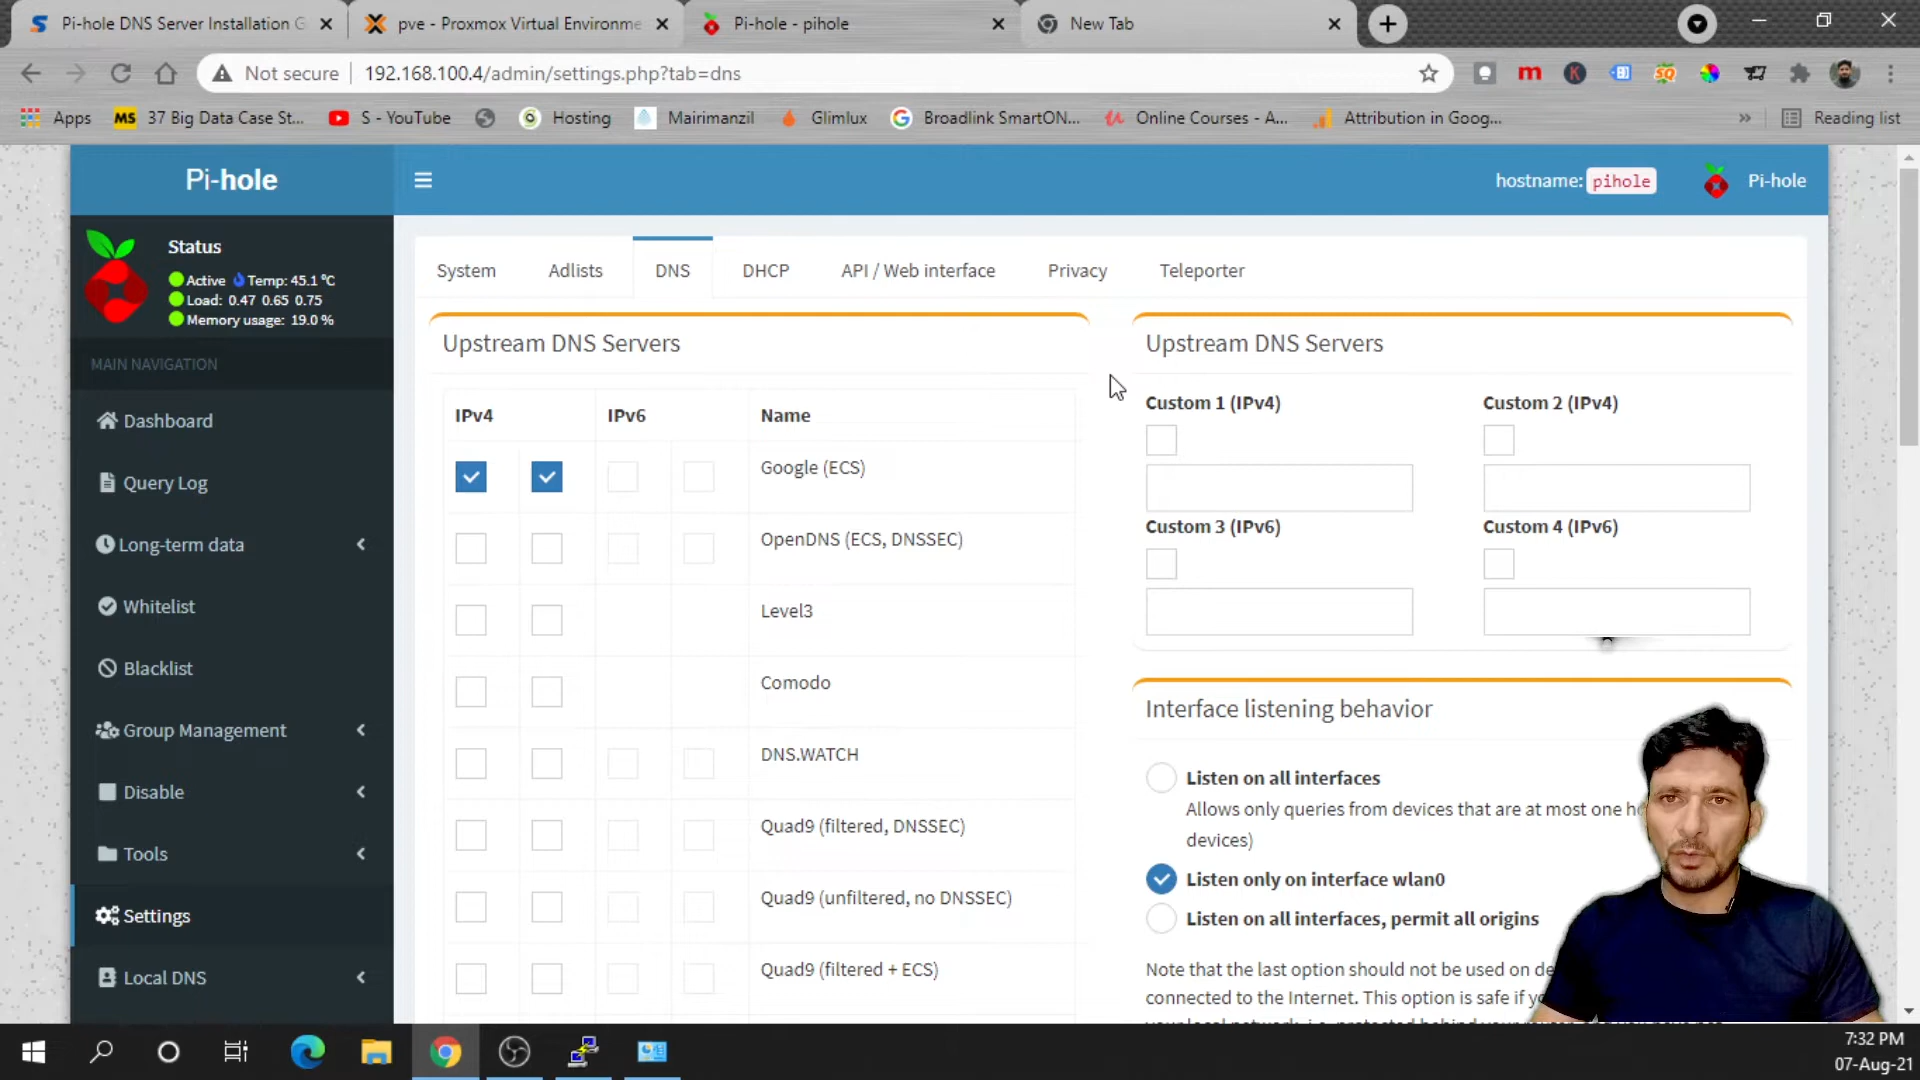 Pi-hole DNS Server Installation G
pve - Proxmox Virtual Environme
Pi-hole - pihole
New Tab
Not secure
192.168.100.4/admin/settings.php?tab=dns
Apps
MS 37 Big Data Case St...
S - YouTube
Hosting
Mairimanzil
Glimlux
Broadlink SmartON...
Online Courses - A...
Attribution in Goog...
»
Reading list
Pi-hole
hostname: pihole
Pi-hole
Status
Active Temp: 45.1 °C
Load: 0.47 0.65 0.75
Memory usage: 19.0 %
MAIN NAVIGATION
Dashboard
Query Log
Long-term data
Whitelist
Blacklist
Group Management
Disable
Tools
Settings
Local DNS
System
Adlists
DNS
DHCP
API / Web interface
Privacy
Teleporter
Upstream DNS Servers
IPv4
IPv6
Name
Google (ECS)
OpenDNS (ECS, DNSSEC)
Level3
Comodo
DNS.WATCH
Quad9 (filtered, DNSSEC)
Quad9 (unfiltered, no DNSSEC)
Quad9 (filtered + ECS)
Upstream DNS Servers
Custom 1 (IPv4)
Custom 2 (IPv4)
Custom 3 (IPv6)
Custom 4 (IPv6)
Interface listening behavior
Listen on all interfaces
Allows only queries from devices that are at most one
devices)
Listen only on interface wlan0
Listen on all interfaces, permit all origins
Note that the last option should not be used on
connected to the Internet. This option is safe if
7:32 PM
07-Aug-21